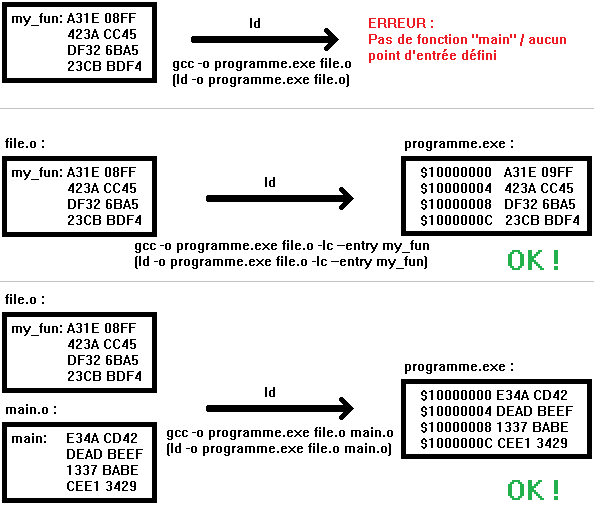 my_fun: A31E 08FF
423A CC45
DF32 6BA5
23CB BDF4
ld
gcc -o programme.exe file.o
(ld -o programme.exe file.o)
ERREUR :
Pas de fonction "main" / aucun
point d'entrée défini
file.o :
my_fun: A31E 08FF
423A CC45
DF32 6BA5
23CB BDF4
ld
gcc -o programme.exe file.o -lc –entry my_fun
(ld -o programme.exe file.o -lc –entry my_fun)
programme.exe :
$10000000 A31E 09FF
$10000004 423A CC45
$10000008 DF32 6BA5
$1000000C 23CB BDF4
OK !
file.o :
my_fun: A31E 08FF
423A CC45
DF32 6BA5
23CB BDF4
main.o :
main: E34A CD42
DEAD BEEF
1337 BABE
CEE1 3429
ld
gcc -o programme.exe file.o main.o
(ld -o programme.exe file.o main.o)
programme.exe :
$10000000 E34A CD42
$10000004 DEAD BEEF
$10000008 1337 BABE
$1000000C CEE1 3429
OK !